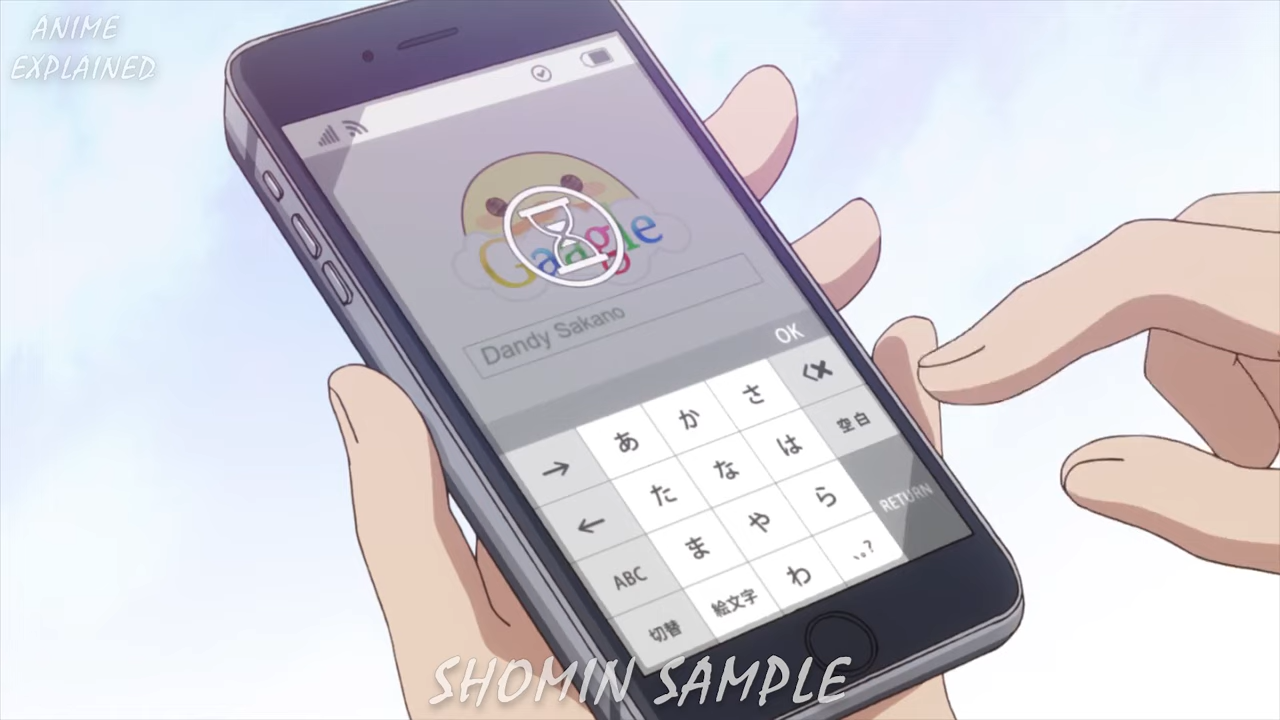 ANIME
EXPLAINED
Gaagle
Dandy Sakano
OK
→ あ か さ
← た な は 空白
ABC ま や ら RETURN
切替 絵文字 わ 、。?
SHOMIN SAMPLE